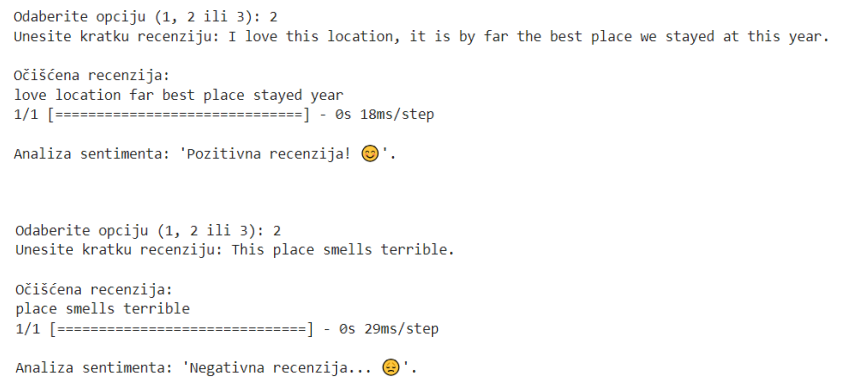 Odaberite opciju (1, 2 ili 3): 2
Unesite kratku recenziju: I love this location, it is by far the best place we stayed at this year.
Očišćena recenzija:
love location far best place stayed year
1/1 [==============================] - 0s 18ms/step
Analiza sentimenta: 'Pozitivna recenzija! 😊'.
Odaberite opciju (1, 2 ili 3): 2
Unesite kratku recenziju: This place smells terrible.
Očišćena recenzija:
place smells terrible
1/1 [==============================] - 0s 29ms/step
Analiza sentimenta: 'Negativna recenzija... 😞'.